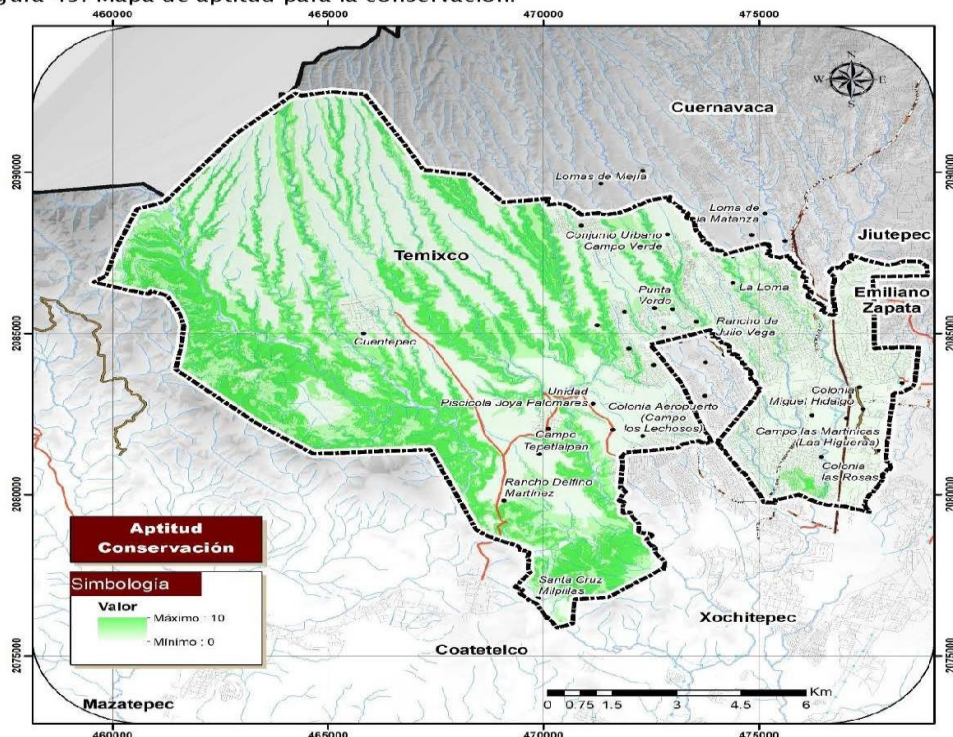 gura 49. Mapa de aptitud para la conservación.
460000 465000 470000 475000
N
W E
S
Cuernavaca
2090000 2090000
Lomas de Mejía
Loma de
la Matanza
Jiutepec
Conjunto Urbano
Campo Verde
Temixco
La Loma
Emiliano
Zapata
Punta
Verde
Rancho de
Julio Vega
2085000 2085000
Cuentepec
Unidad
Piscicola Joya Palomares
Colonia
Miguel Hidalgo
Colonia Aeropuerto
(Campo
los Lechosos)
Campo las Martinicas
(Las Higueras)
Campo
Tepetlalpan
Colonia
las Rosas
Rancho Delfino
Martínez
2080000 2080000
Aptitud
Conservación
Simbología
Valor
Máximo : 10
Mínimo : 0
Santa Cruz
Milpillas
Xochitepec
Coatetelco
2075000 2075000
Mazatepec
Km
0 0.75 1.5 3 4.5 6
460000 465000 470000 475000